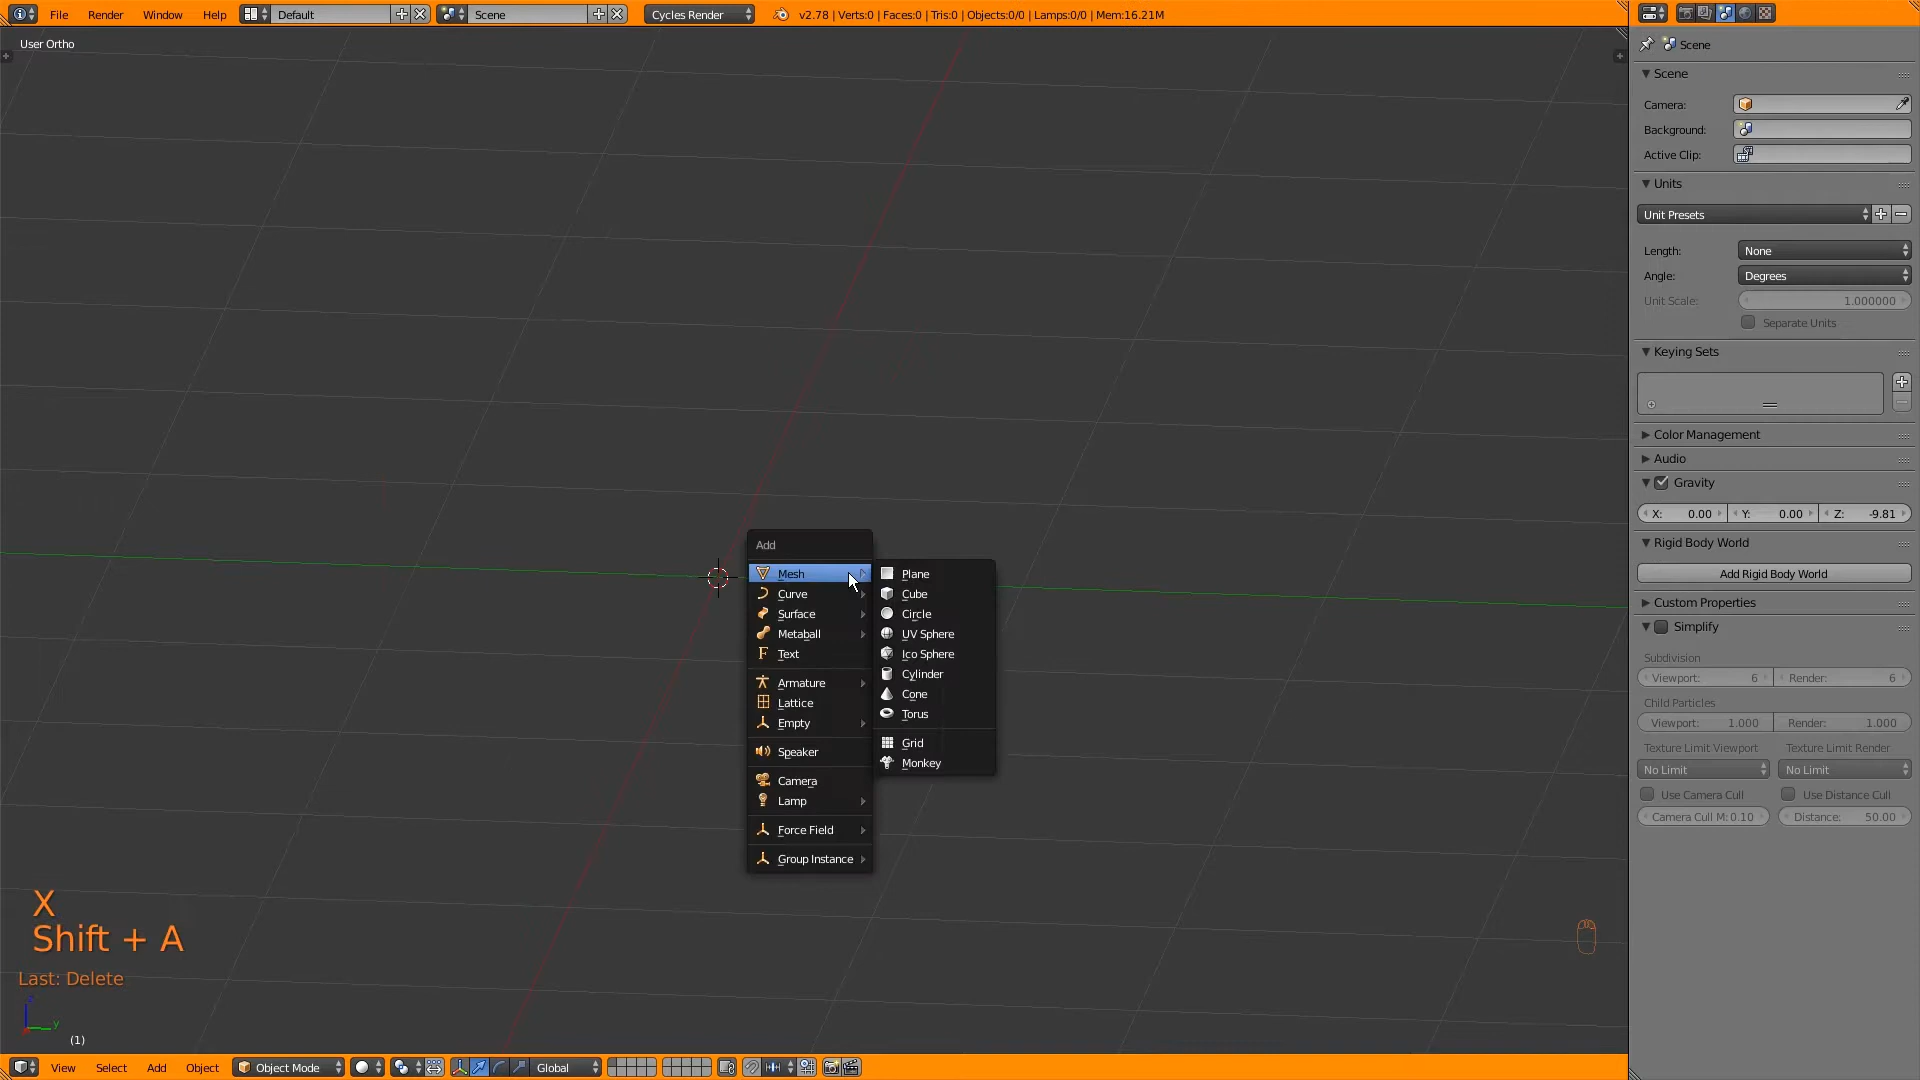 File Render Window Help Default Scene Cycles Render v2.78 | Verts:0 | Faces:0 | Tris:0 | Objects:0/0 | Lamps:0/0 | Mem:16.21M
User Ortho
Add
Mesh
Curve
Surface
Metaball
Text
Armature
Lattice
Empty
Speaker
Camera
Lamp
Force Field
Group Instance
Plane
Cube
Circle
UV Sphere
Ico Sphere
Cylinder
Cone
Torus
Grid
Monkey
X
Shift + A
Last: Delete
z
y
(1)
View Select Add Object Object Mode Global
Scene
Scene
Camera:
Background:
Active Clip:
Units
Unit Presets
Length: None
Angle: Degrees
Unit Scale: 1.000000
Separate Units
Keying Sets
Color Management
Audio
Gravity
X: 0.00 Y: 0.00 Z: -9.81
Rigid Body World
Add Rigid Body World
Custom Properties
Simplify
Subdivision
Viewport: 6 Render: 6
Child Particles
Viewport: 1.000 Render: 1.000
Texture Limit Viewport Texture Limit Render
No Limit No Limit
Use Camera Cull Use Distance Cull
Camera Cull M: 0.10 Distance: 50.00